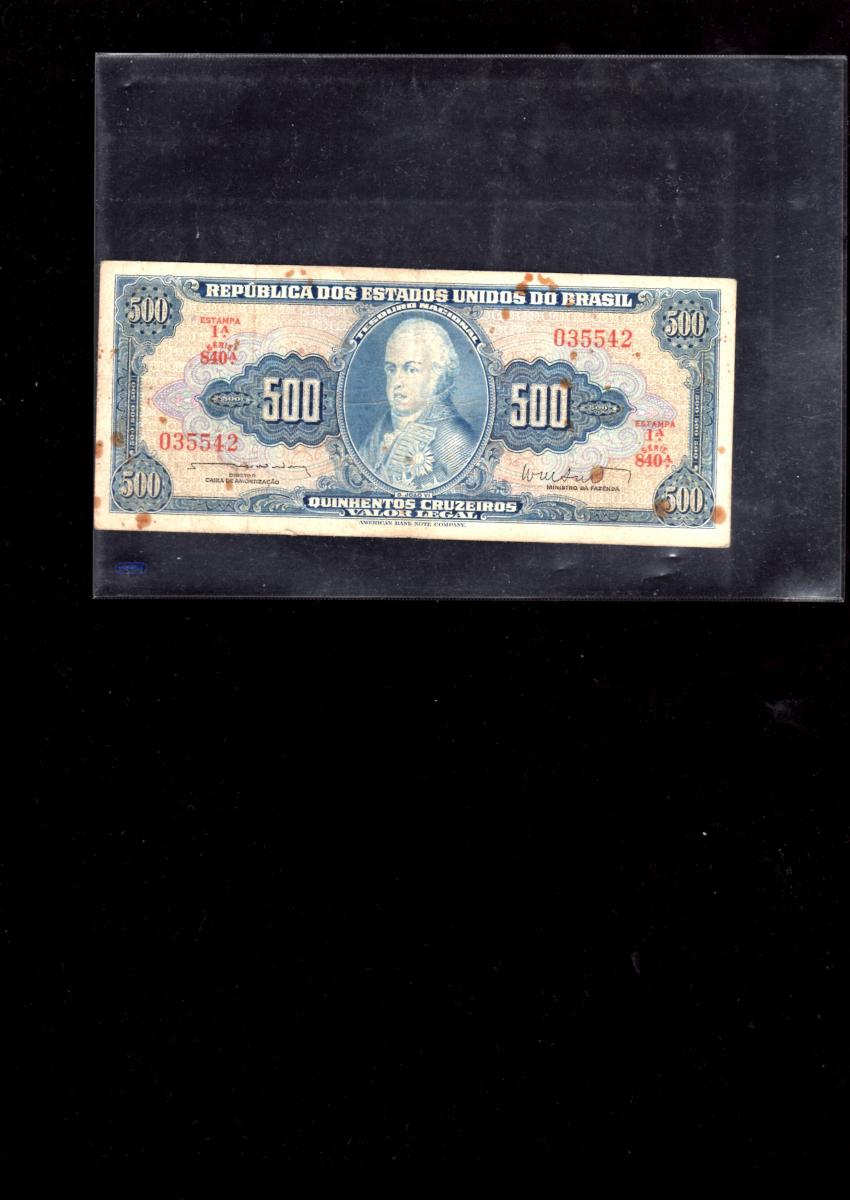 REPÚBLICA DOS ESTADOS UNIDOS DO BRASIL
TESOURO NACIONAL
500
500
ESTAMPA
1ª
SÉRIE
840ª
035542
500
500
035542
ESTAMPA
1ª
SÉRIE
840ª
DIRETOR
CAIXA DE AMORTIZAÇÃO
MINISTRO DA FAZENDA
500
500
D. JOÃO VI
QUINHENTOS CRUZEIROS
VALOR LEGAL
AMERICAN BANK NOTE COMPANY.